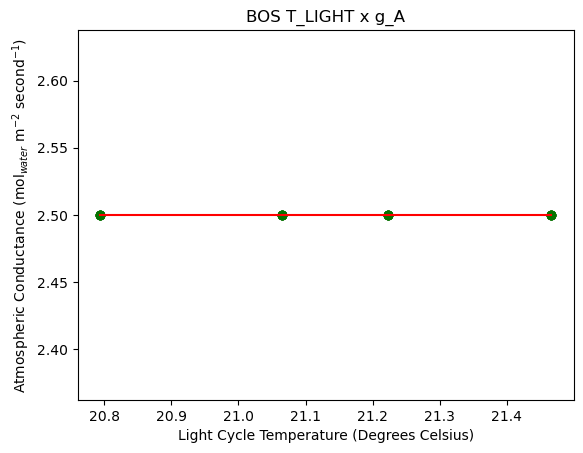 BOS T_LIGHT x g_A
Atmospheric Conductance (mol_water m⁻² second⁻¹)
2.60
2.55
2.50
2.45
2.40
20.8 20.9 21.0 21.1 21.2 21.3 21.4
Light Cycle Temperature (Degrees Celsius)